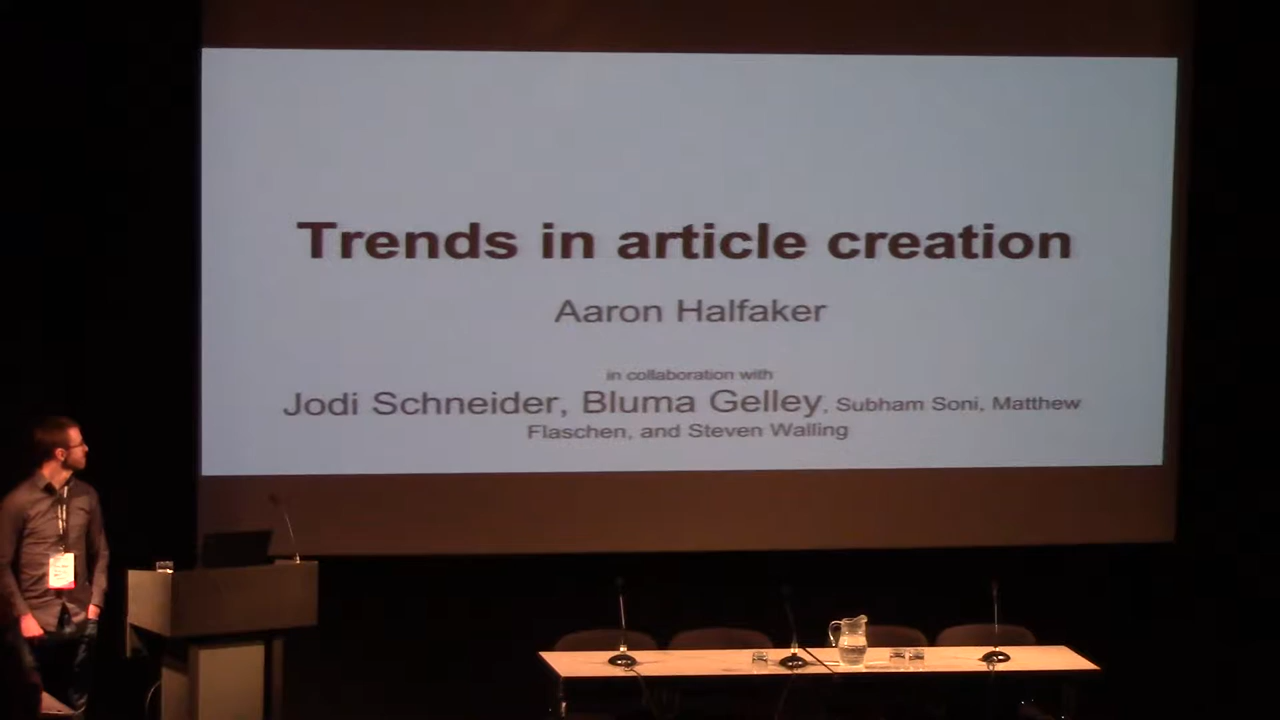 Trends in article creation
Aaron Halfaker
in collaboration with
Jodi Schneider, Bluma Gelley, Subham Soni, Matthew
Flaschen, and Steven Walling